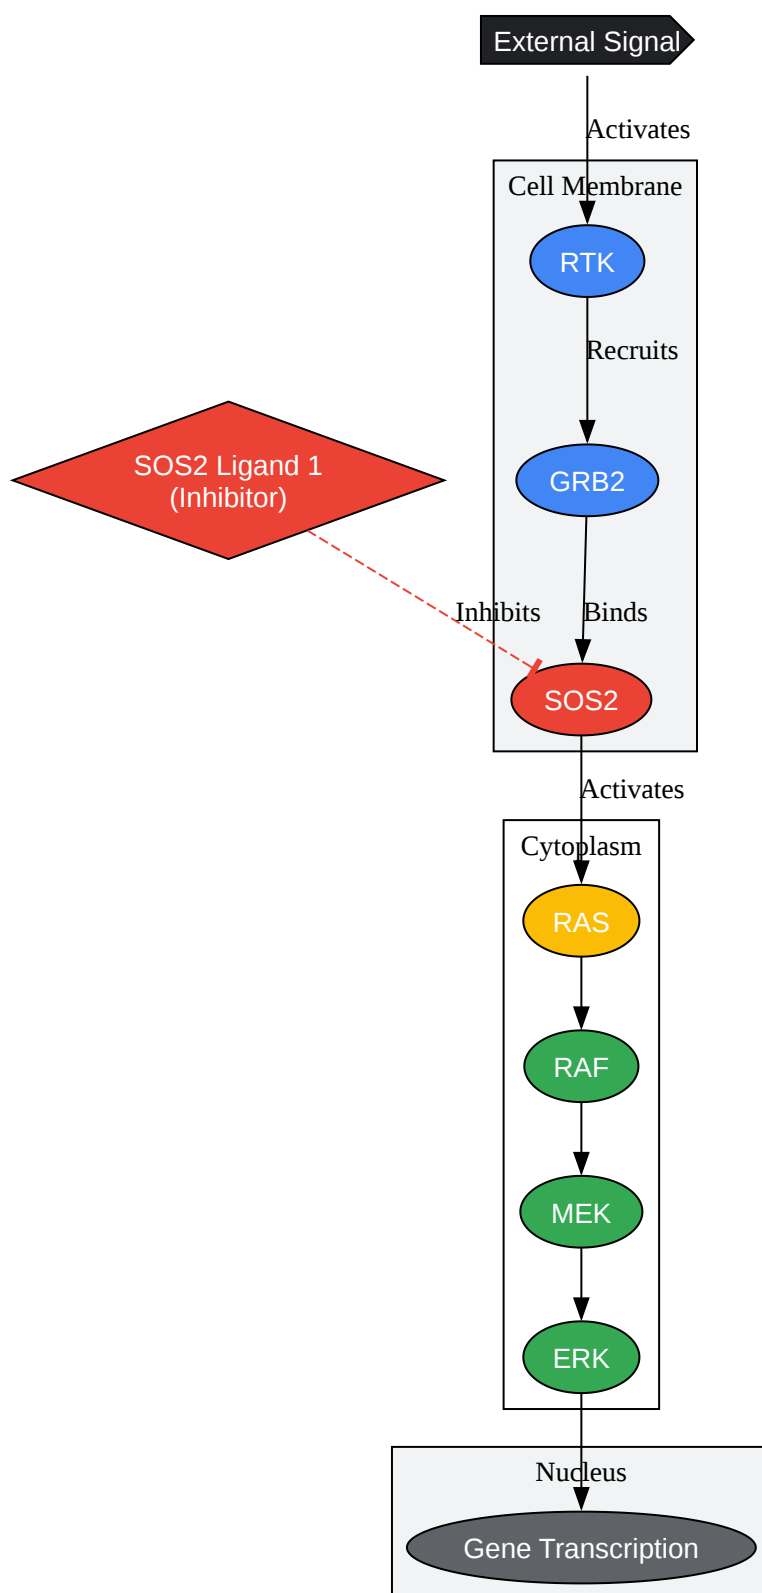 External Signal
Activates
Cell Membrane
RTK
Recruits
SOS2 Ligand 1
(Inhibitor)
GRB2
Inhibits
Binds
SOS2
Activates
Cytoplasm
RAS
RAF
MEK
ERK
Nucleus
Gene Transcription